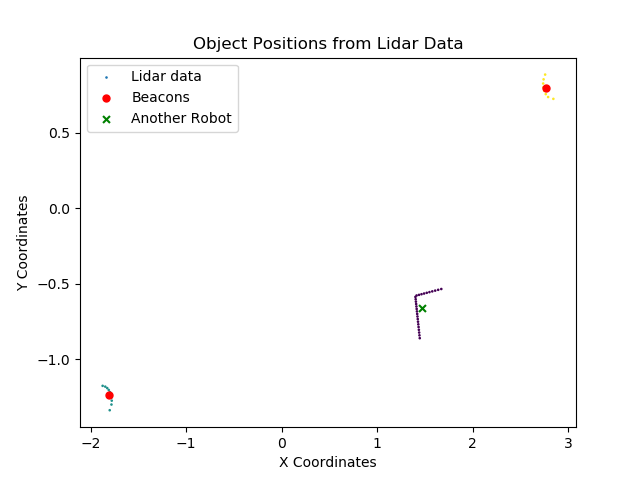 Object Positions from Lidar Data
Lidar data
Beacons
Another Robot
0.5
0.0
−0.5
−1.0
Y Coordinates
−2
−1
0
1
2
3
X Coordinates